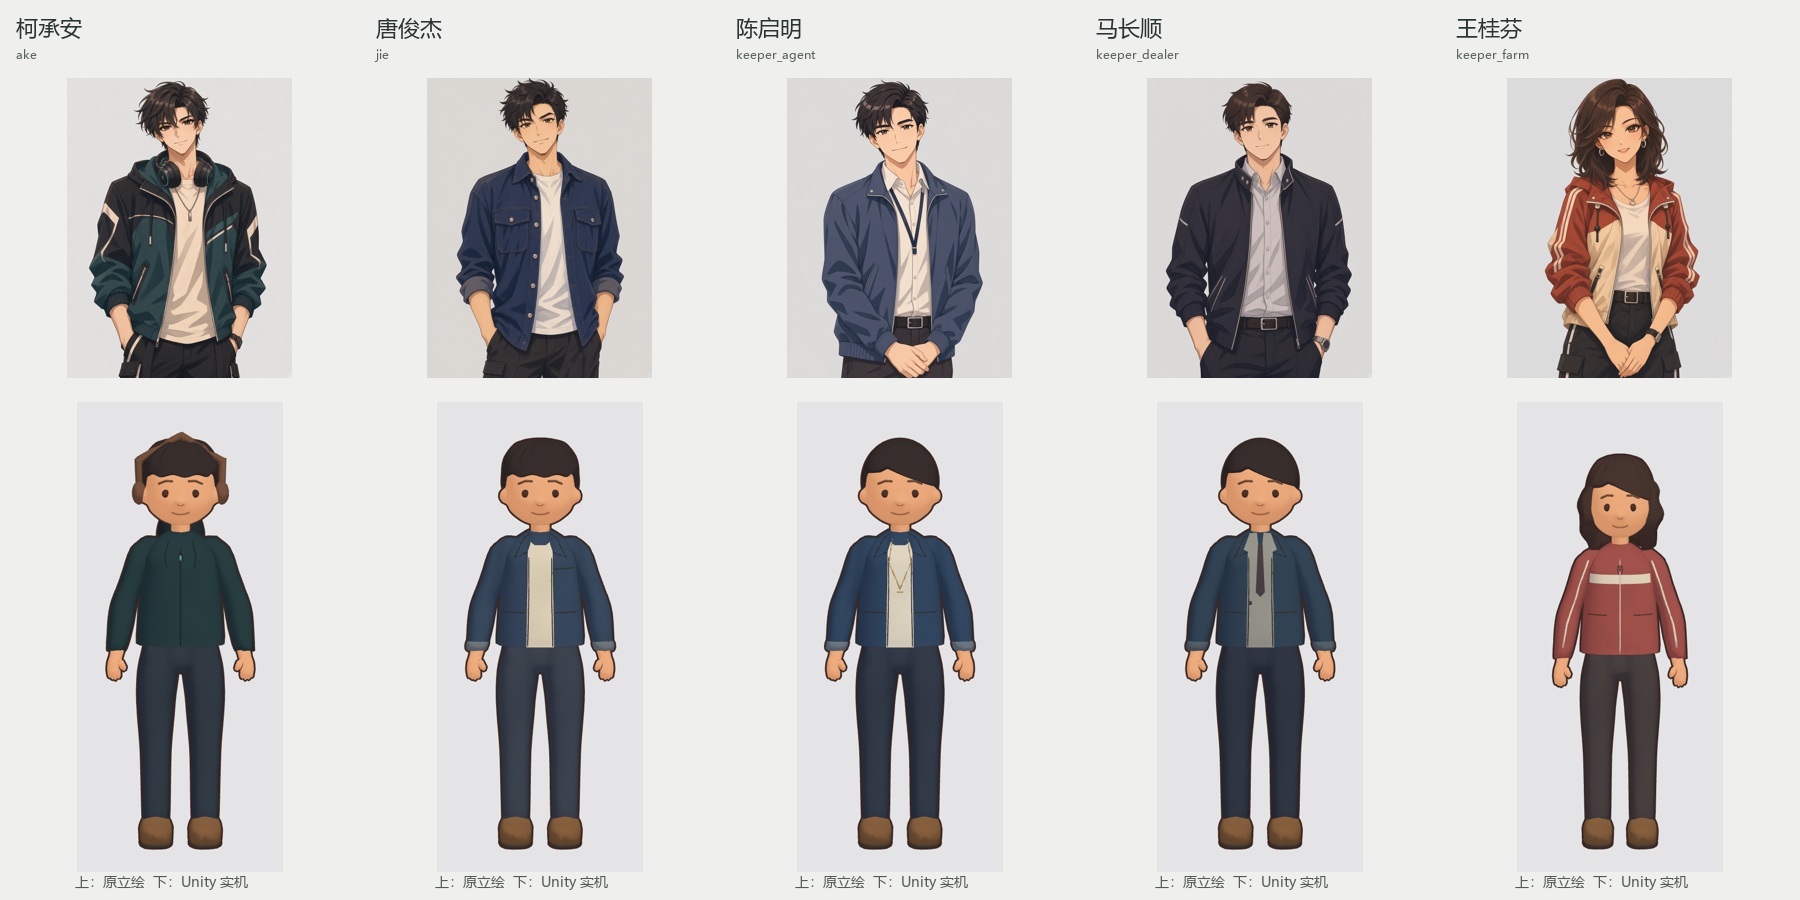 柯承安
ake
唐俊杰
jie
陈启明
keeper_agent
马长顺
keeper_dealer
王桂芬
keeper_farm
上：原立绘 下：Unity 实机
上：原立绘 下：Unity 实机
上：原立绘 下：Unity 实机
上：原立绘 下：Unity 实机
上：原立绘 下：Unity 实机